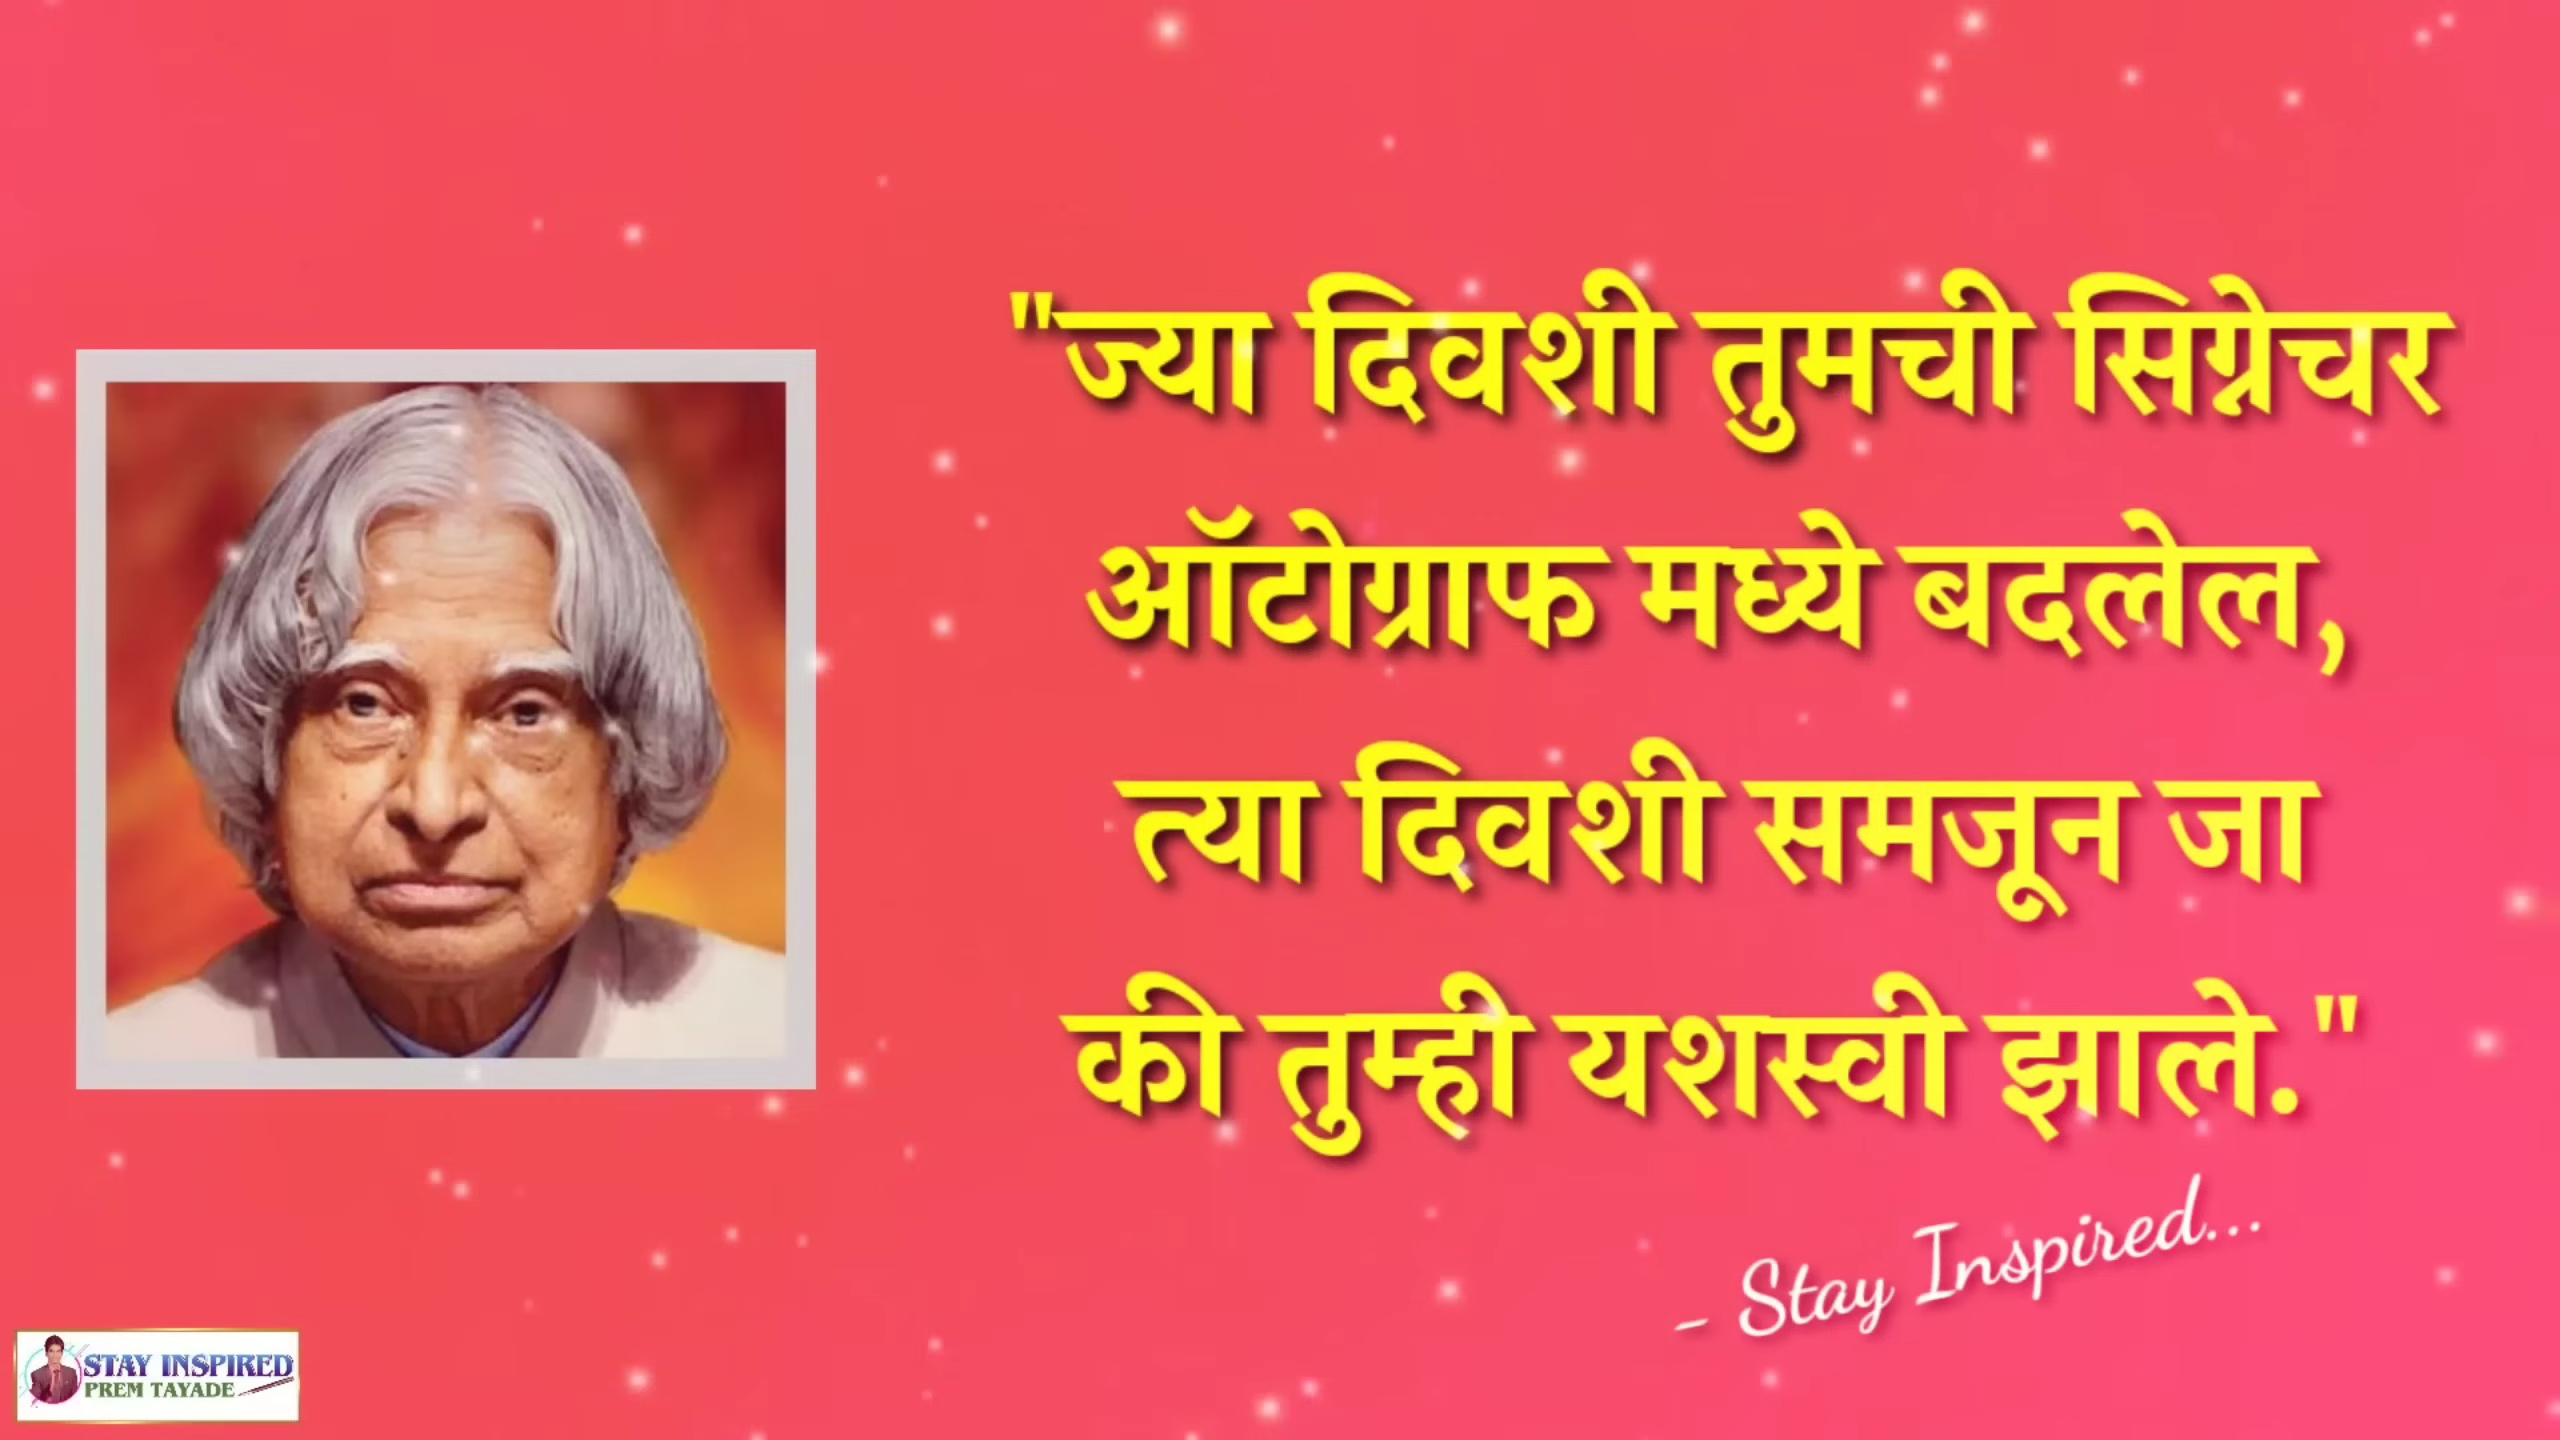 "ज्या दिवशी तुमची सिग्नेचर
ऑटोग्राफ मध्ये बदलेल,
त्या दिवशी समजून जा
की तुम्ही यशस्वी झाले."
- Stay Inspired...
STAY INSPIRED
PREM TAYADE